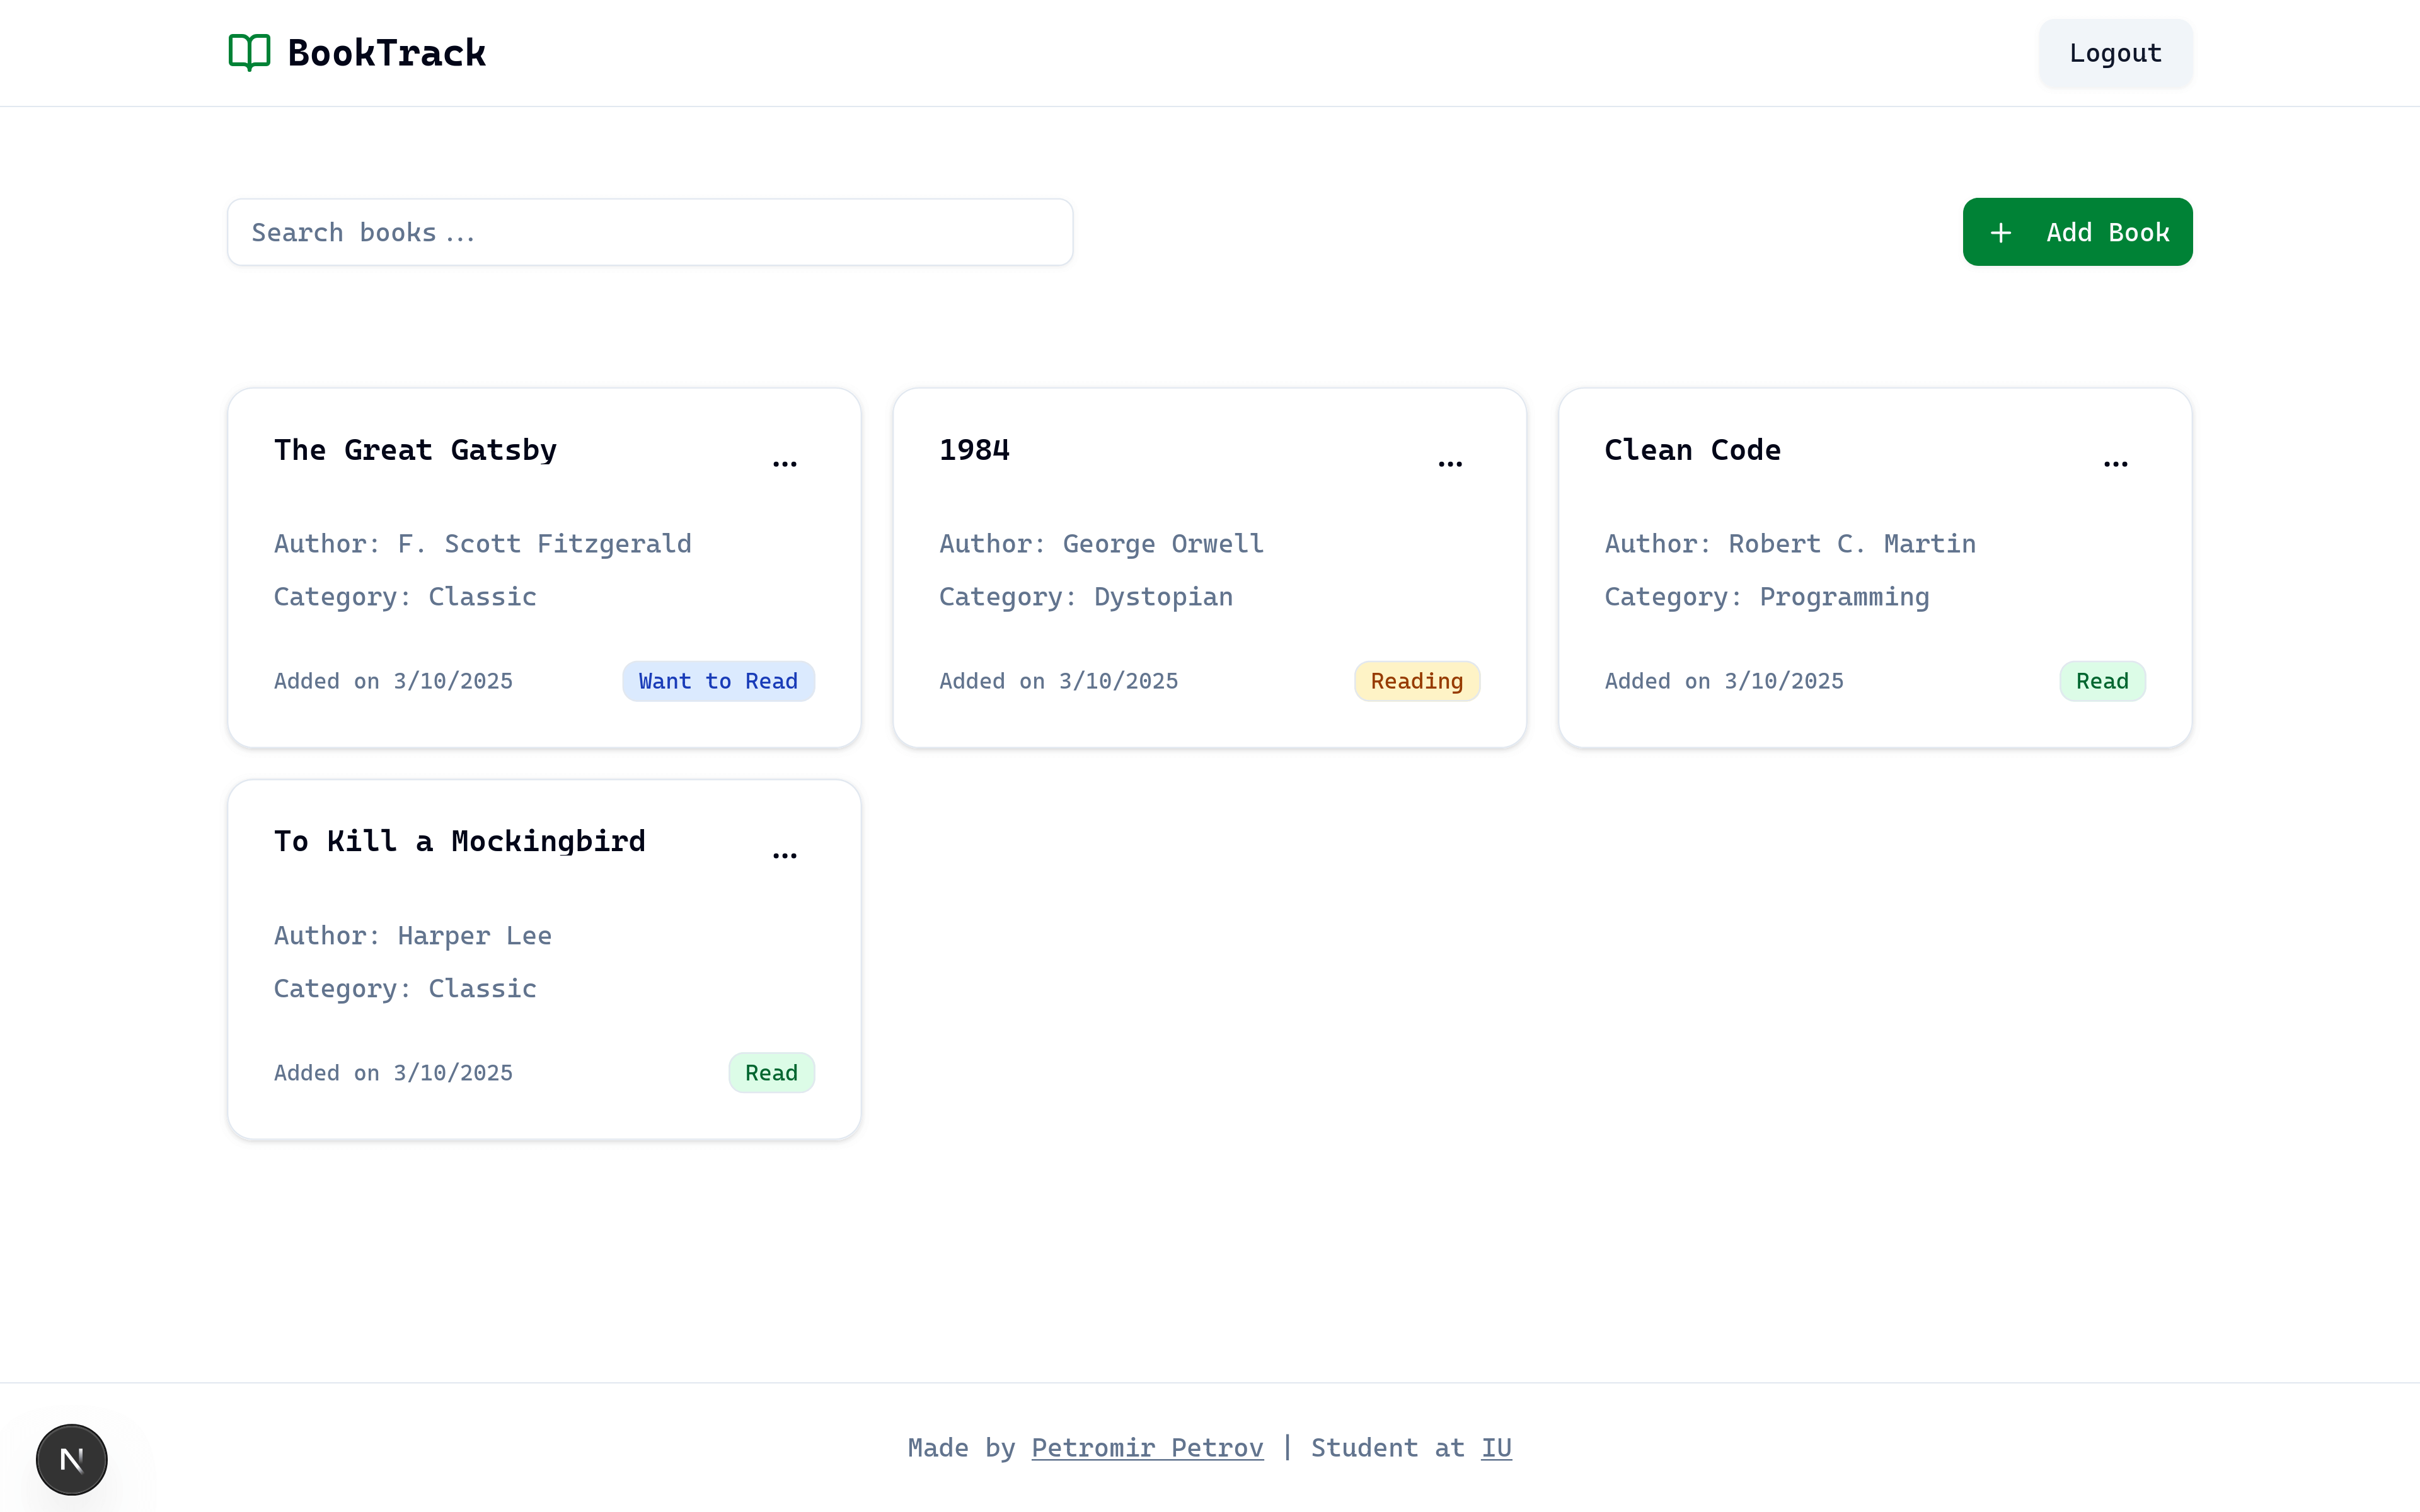 BookTrack
Logout
Search books...
+ Add Book
The Great Gatsby
...
Author: F. Scott Fitzgerald
Category: Classic
Added on 3/10/2025
Want to Read
1984
...
Author: George Orwell
Category: Dystopian
Added on 3/10/2025
Reading
Clean Code
...
Author: Robert C. Martin
Category: Programming
Added on 3/10/2025
Read
To Kill a Mockingbird
...
Author: Harper Lee
Category: Classic
Added on 3/10/2025
Read
N
Made by Petromir Petrov | Student at IU